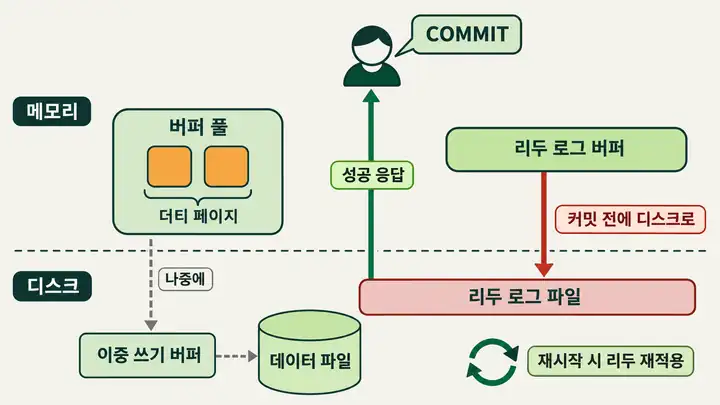 COMMIT
메모리
버퍼 풀
더티 페이지
성공 응답
리두 로그 버퍼
커밋 전에 디스크로
디스크
나중에
리두 로그 파일
이중 쓰기 버퍼
데이터 파일
재시작 시 리두 재적용